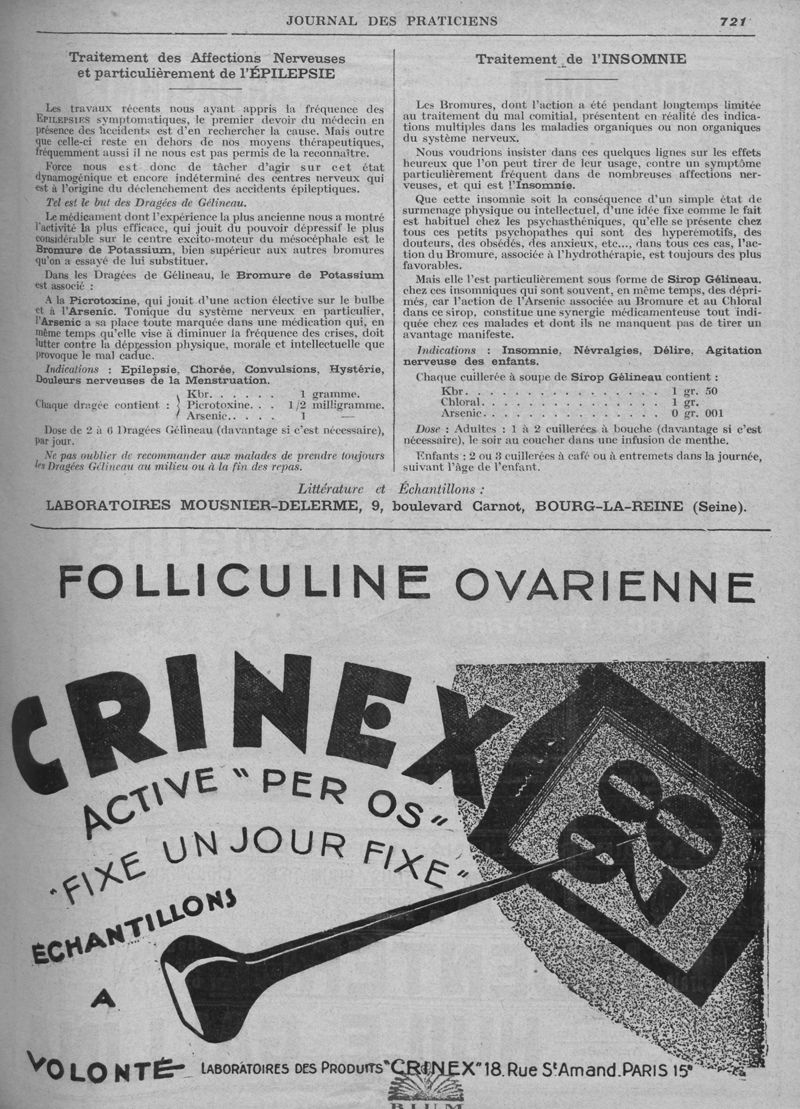 JOURNAL DES PRATICIENS
721
Traitement des Affections Nerveuses
et particulièrement de l'ÉPILEPSIE
Les travaux récents nous ayant appris la fréquence des
EPILEPSIES symptomatiques, le premier devoir du médecin en
présence des accidents est d'en rechercher la cause. Mais outre
que celle-ci reste en dehors de nos moyens thérapeutiques,
fréquemment aussi il ne nous est pas permis de la reconnaître.
Force nous est donc de tâcher d'agir sur cet état
dynamogénique et encore indéterminé des centres nerveux qui
est à l'origine du déclenchement des accidents épileptiques.
Tel est le but des Dragées de Gélineau.
Le médicament dont l'expérience la plus ancienne nous a montré
l'activité la plus efficace, qui jouit du pouvoir dépressif le plus
considérable sur le centre excito-moteur du mésocéphale est le
Bromure de Potassium, bien supérieur aux autres bromures
qu'on a essayé de lui substituer.
Dans les Dragées de Gélineau, le Bromure de Potassium
est associé :
A la Picrotoxine, qui jouit d'une action élective sur le bulbe
et à l'Arsenic. Tonique du système nerveux en particulier,
l'Arsenic a sa place toute marquée dans une médication qui, en
même temps qu'elle vise à diminuer la fréquence des crises, doit
lutter contre la dépression physique, morale et intellectuelle que
provoque le mal caduc.
Indications : Epilepsie, Chorée, Convulsions, Hystérie,
Douleurs nerveuses de la Menstruation.
Chaque dragée contient :
Kbr. . . . . . 1 gramme.
Picrotoxine. . . 1/2 milligramme.
Arsenic. . . . 1 —
Dose de 2 à 6 Dragées Gélineau (davantage si c'est nécessaire),
par jour.
Ne pas oublier de recommander aux malades de prendre toujours
les Dragées Gélineau au milieu ou à la fin des repas.
Traitement de l'INSOMNIE
Les Bromures, dont l'action a été pendant longtemps limitée
au traitement du mal comitial, présentent en réalité des indica-
tions multiples dans les maladies organiques ou non organiques
du système nerveux.
Nous voudrions insister dans ces quelques lignes sur les effets
heureux que l'on peut tirer de leur usage, contre un symptôme
particulièrement fréquent dans de nombreuses affections ner-
veuses, et qui est l'Insomnie.
Que cette insomnie soit la conséquence d'un simple état de
surmenage physique ou intellectuel, d'une idée fixe comme le fait
est habituel chez les psychasthéniques, qu'elle se présente chez
tous ces petits psychopathes qui sont des hyperémotifs, des
douteurs, des obsédés, des anxieux, etc..., dans tous ces cas, l'ac-
tion du Bromure, associée à l'hydrothérapie, est toujours des plus
favorables.
Mais elle l'est particulièrement sous forme de Sirop Gélineau,
chez ces insomniques qui sont souvent, en même temps, des dépri-
més, car l'action de l'Arsenic associée au Bromure et au Chloral
dans ce sirop, constitue une synergie médicamenteuse tout indi-
quée chez ces malades et dont ils ne manquent pas de tirer un
avantage manifeste.
Indications : Insomnie, Névralgies, Délire, Agitation
nerveuse des enfants.
Chaque cuillerée à soupe de Sirop Gélineau contient :
Kbr. . . . . . . . . . . . . . . 1 gr. 50
Chloral. . . . . . . . . . . . . 1 gr.
Arsenic. . . . . . . . . . . . . 0 gr. 001
Dose : Adultes : 1 à 2 cuillerées à bouche (davantage si c'est
nécessaire), le soir au coucher dans une infusion de menthe.
Enfants : 2 ou 3 cuillerées à café ou à entremets dans la journée,
suivant l'âge de l'enfant.
Littérature et Échantillons :
LABORATOIRES MOUSNIER-DELERME, 9, boulevard Carnot, BOURG-LA-REINE (Seine).
FOLLICULINE OVARIENNE
CRINEX
ACTIVE "PER OS"
"FIXE UN JOUR FIXE"
28
ÉCHANTILLONS
A
VOLONTÉ
LABORATOIRES DES PRODUITS "CRINEX" 18. Rue St Amand. PARIS 15e
BIUM